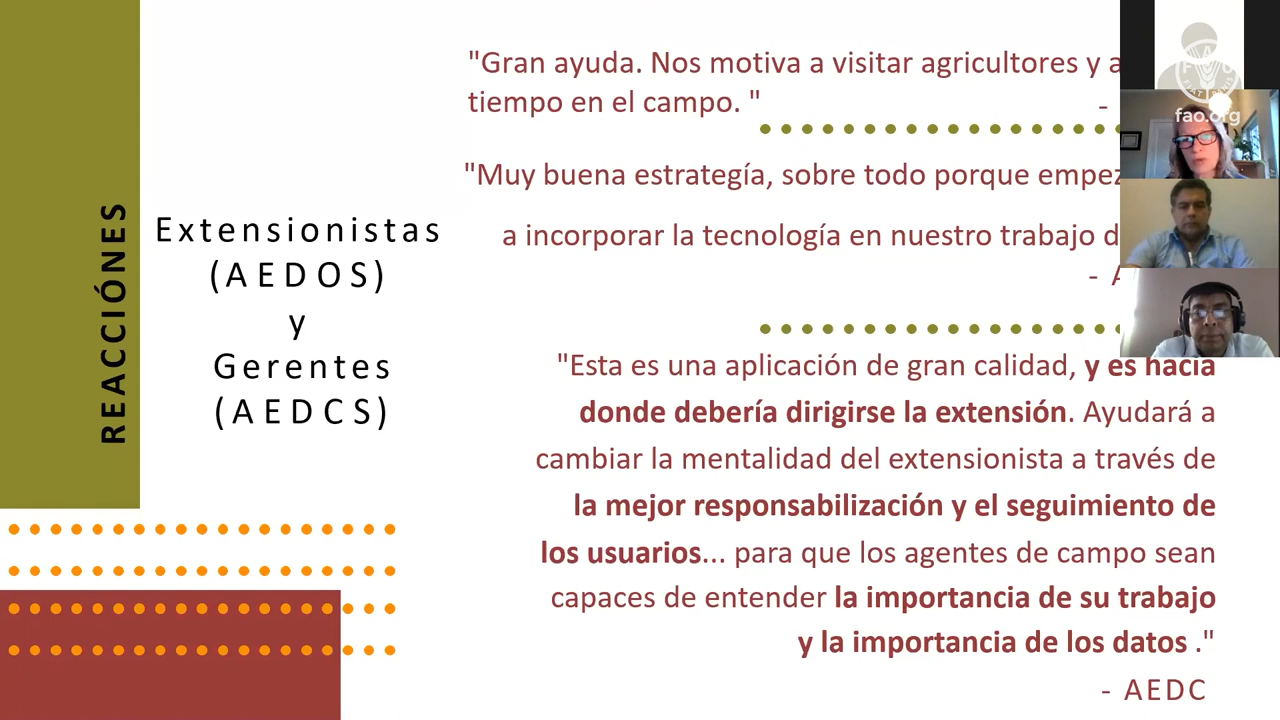 REACCIÓNES
Extensionistas
(AEDOS)
y
Gerentes
(AEDCS)
"Gran ayuda. Nos motiva a visitar agricultores y
tiempo en el campo. "
-
"Muy buena estrategía, sobre todo porque
a incorporar la tecnología en nuestro trabajo
-
"Esta es una aplicación de gran calidad, y es hacia
donde debería dirigirse la extensión. Ayudará a
cambiar la mentalidad del extensionista a través de
la mejor responsabilización y el seguimiento de
los usuarios... para que los agentes de campo sean
capaces de entender la importancia de su trabajo
y la importancia de los datos ."
- AEDC
fao.org